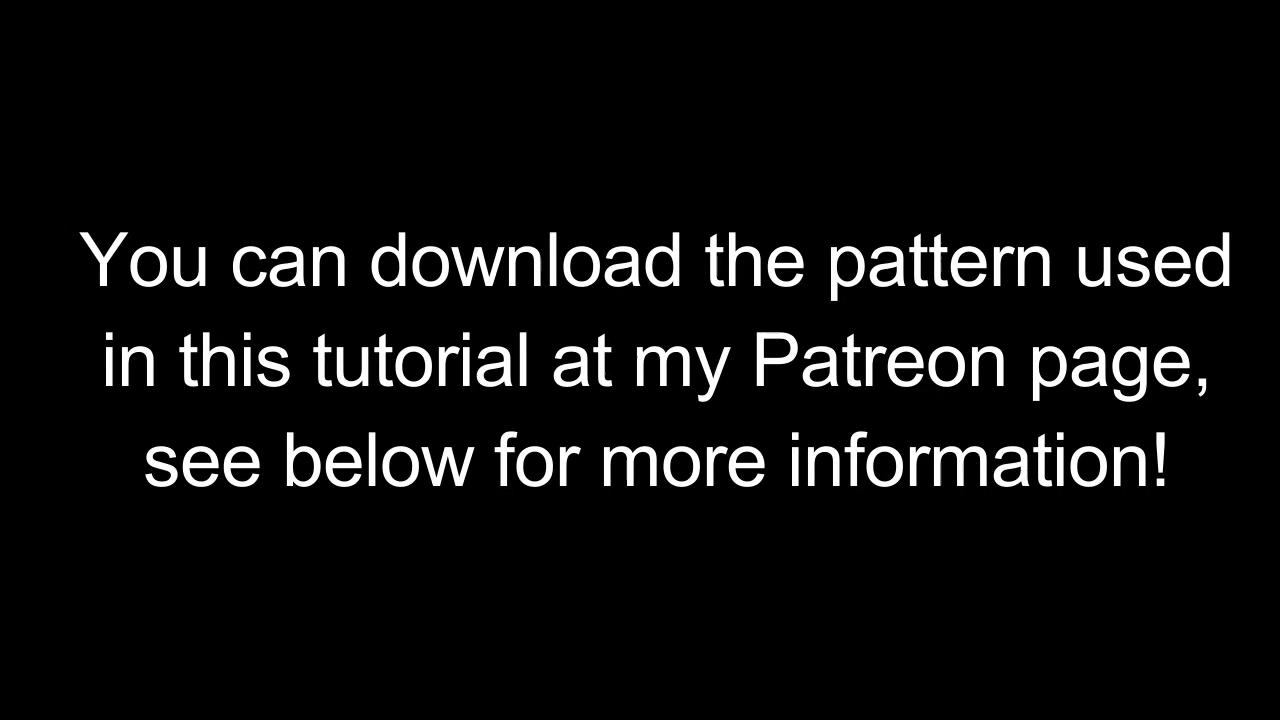 You can download the pattern used
in this tutorial at my Patreon page,
see below for more information!